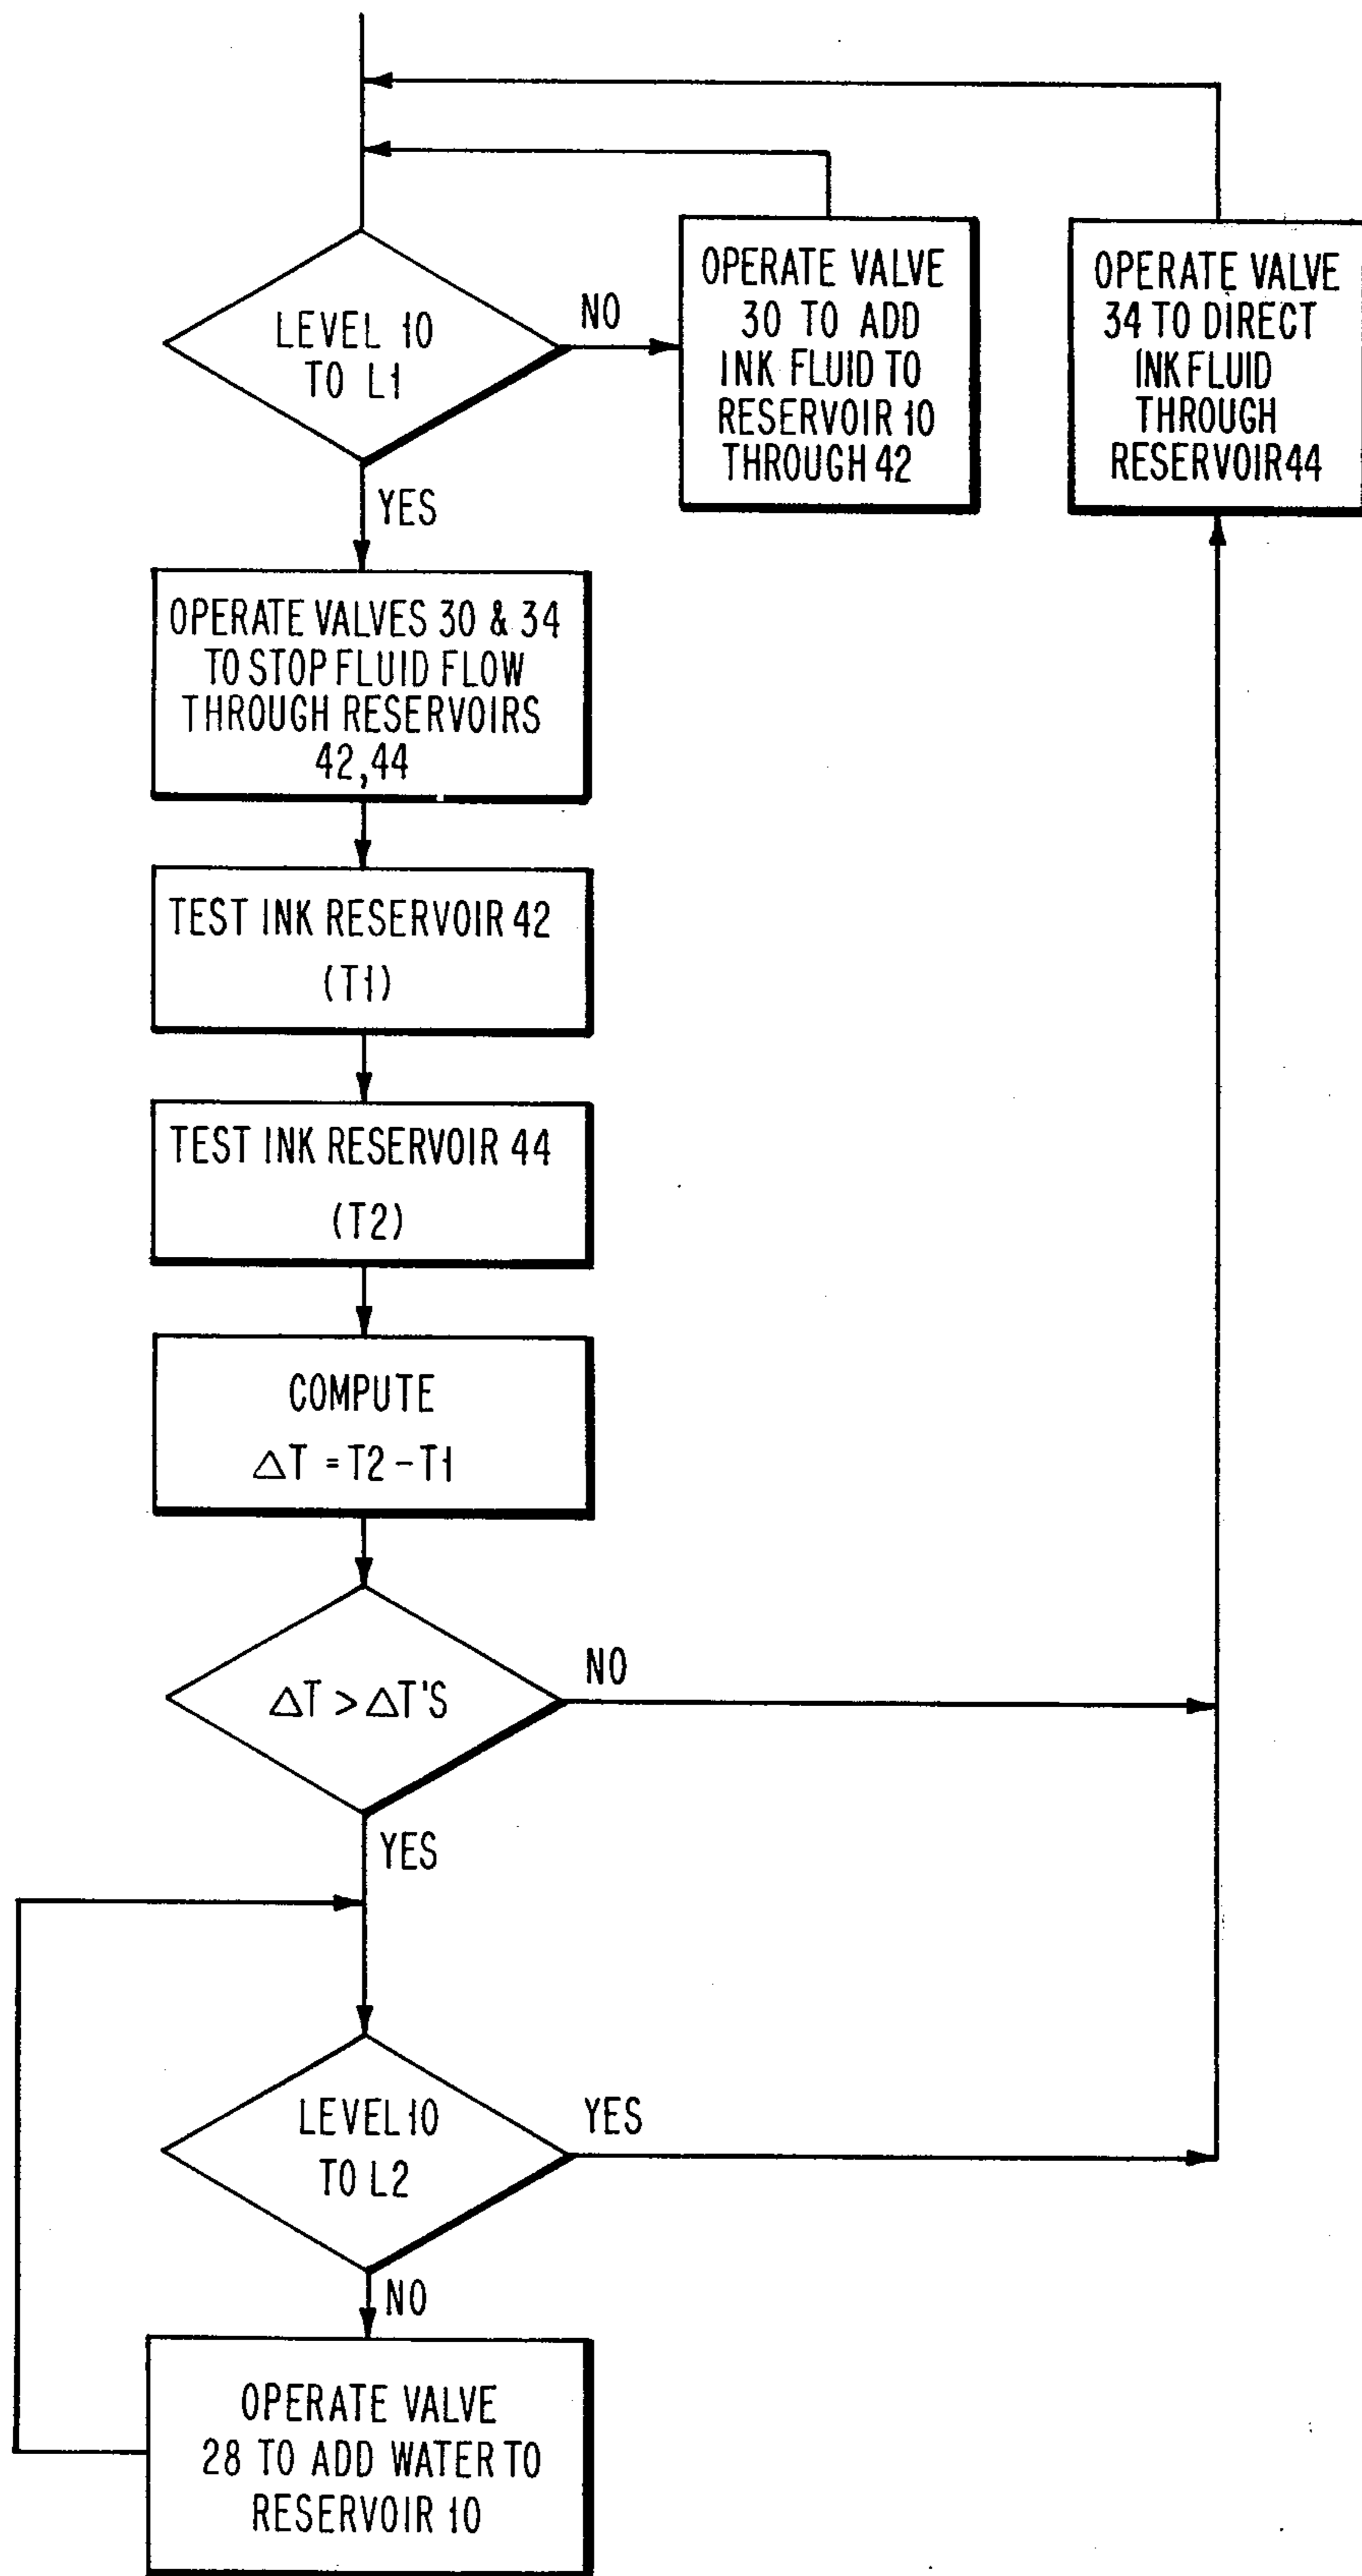 LEVEL 10
TO L1
NO
YES
OPERATE VALVE
30 TO ADD
INK FLUID TO
RESERVOIR 10
THROUGH 42
OPERATE VALVE
34 TO DIRECT
INK FLUID
THROUGH
RESERVOIR 44
OPERATE VALVES 30 & 34
TO STOP FLUID FLOW
THROUGH RESERVOIRS
42,44
TEST INK RESERVOIR 42
(T1)
TEST INK RESERVOIR 44
(T2)
COMPUTE
△T = T2 - T1
△T > △T'S
NO
YES
LEVEL 10
TO L2
YES
NO
OPERATE VALVE
28 TO ADD WATER TO
RESERVOIR 10